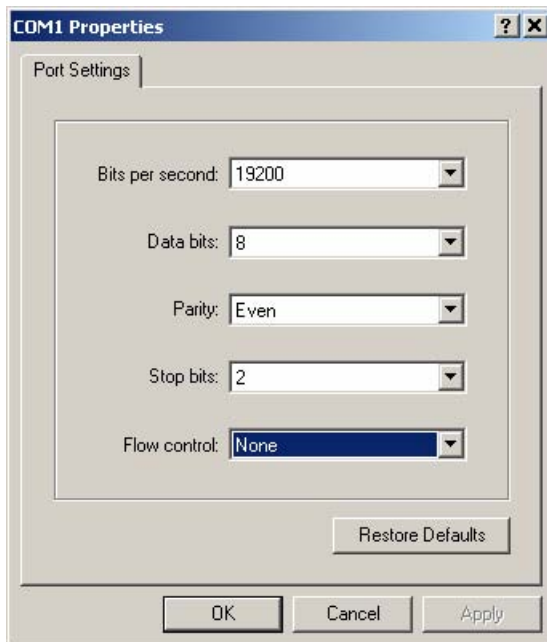 COM1 Properties
Port Settings
Bits per second: 19200
Data bits: 8
Parity: Even
Stop bits: 2
Flow control: None
Restore Defaults
OK Cancel Apply